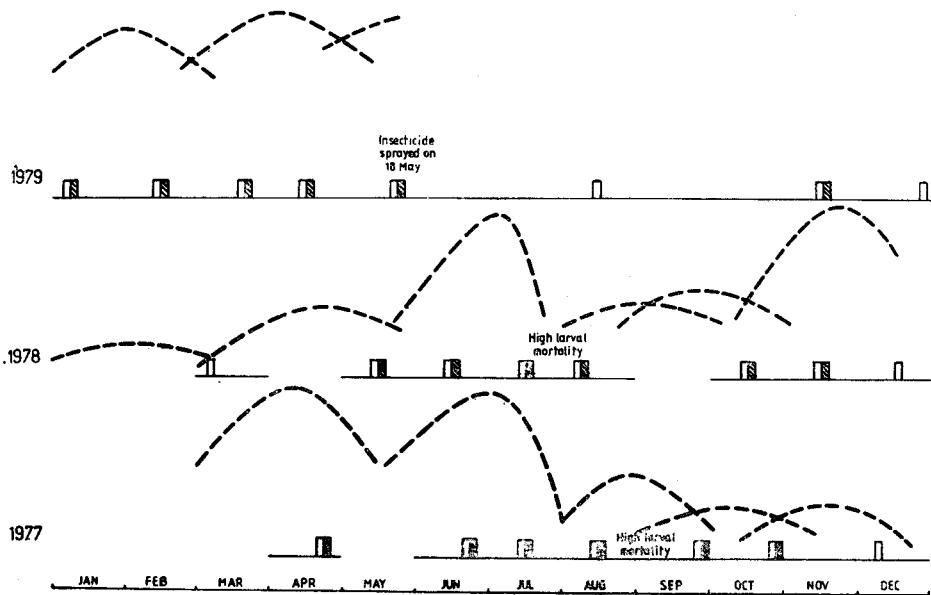 Insecticide
sprayed on
18 May
1979
High larval
mortality
1978
High larval
mortality
1977
JAN FEB MAR APR MAY JUN JUL AUG SEP OCT NOV DEC